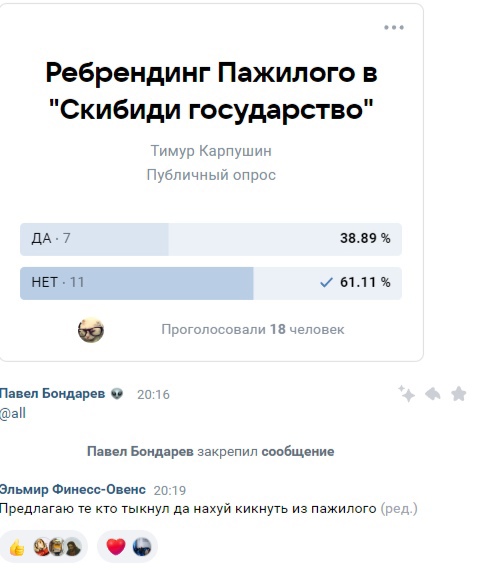 Ребрендинг Пажилого в
"Скибиди государство"
Тимур Карпушин
Публичный опрос
ДА · 7 38.89 %
НЕТ · 11 61.11 %
Проголосовали 18 человек
Павел Бондарев 20:16
@all
Павел Бондарев закрепил сообщение
Эльмир Финесс-Овенс 20:19
Предлагаю те кто тыкнул да нахуй кикнуть из пажилого (ред.)